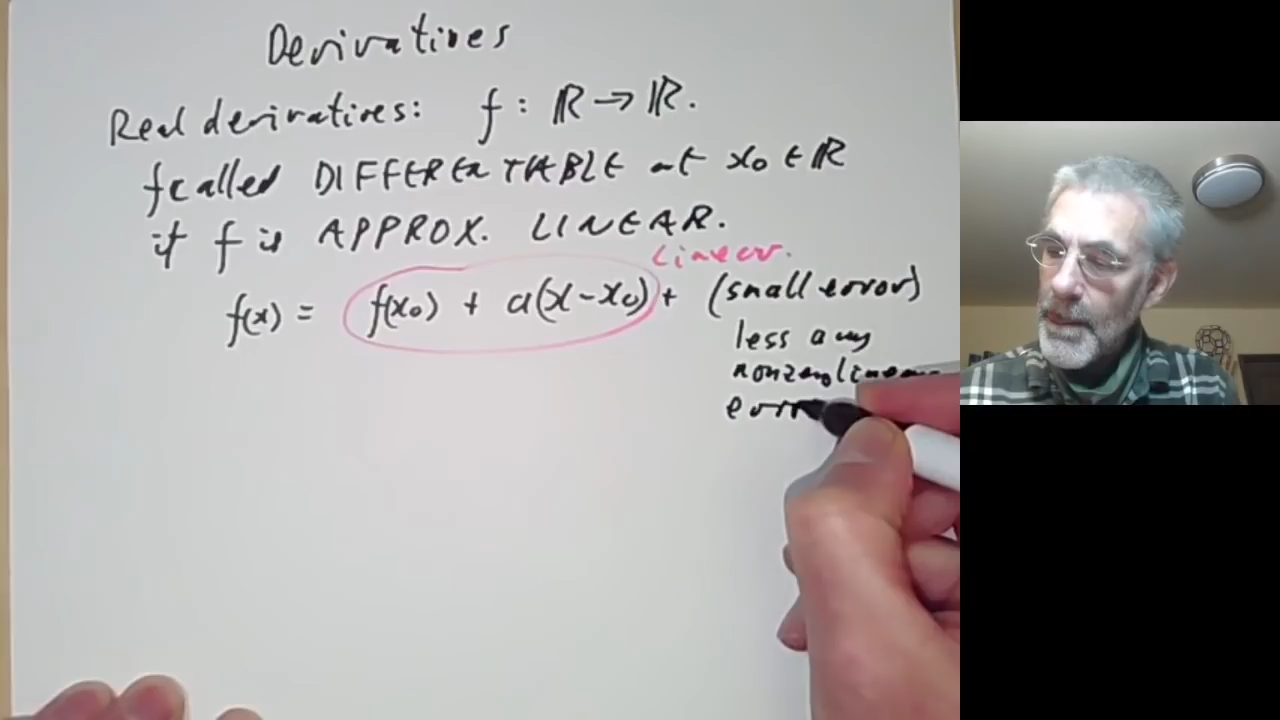 Derivatives
Real derivatives: f : ℝ → ℝ.
f called DIFFERENTIABLE at x₀ ∈ ℝ
if f is APPROX. LINEAR.
linear.
f(x) = f(x₀) + a(x-x₀) + (small error)
less any
nonzero linear
err